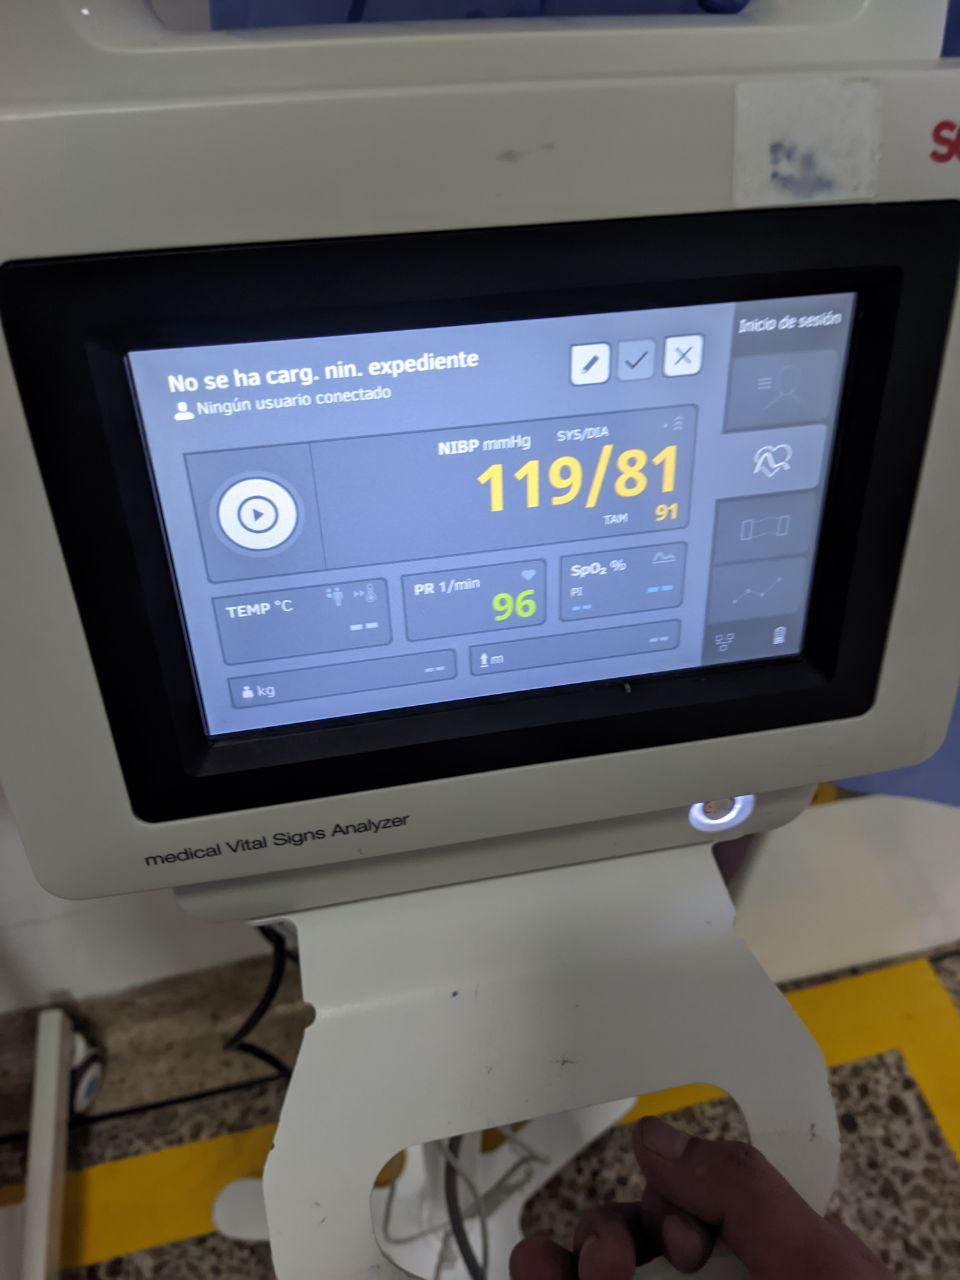 No se ha carg. nin. expediente
Ningún usuario conectado
Inicio de sesión
NIBP mmHg SYS/DIA
119/81
TAM 91
TEMP °C
--
PR 1/min
96
SpO₂ %
PI
-- --
kg --
m --
medical Vital Signs Analyzer